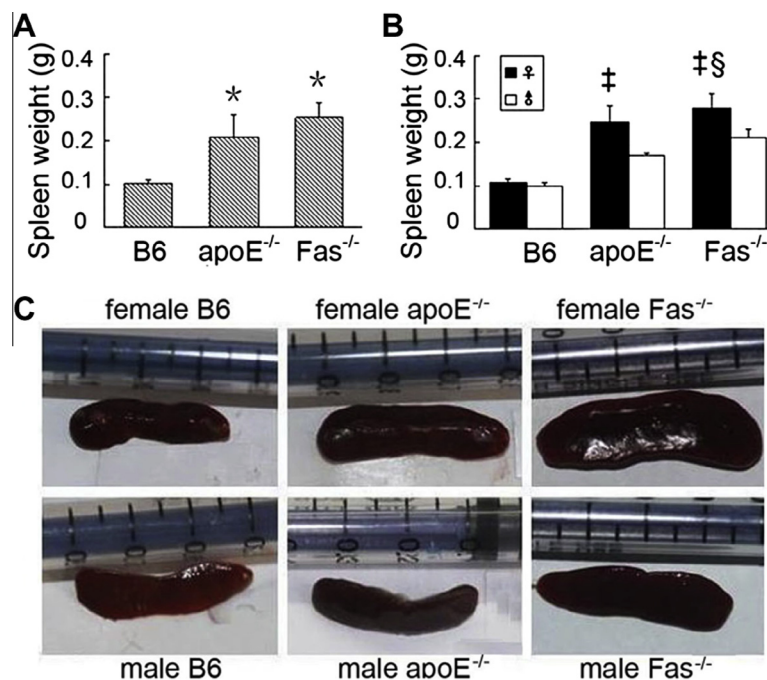 A
B
Spleen weight (g)
0.4
0.3
0.2
0.1
0
*
*
B6 apoE-/- Fas-/-
Spleen weight (g)
0.4
0.3
0.2
0.1
0
♀
♂
‡
‡§
B6 apoE-/- Fas-/-
C
female B6 female apoE-/- female Fas-/-
male B6 male apoE-/- male Fas-/-